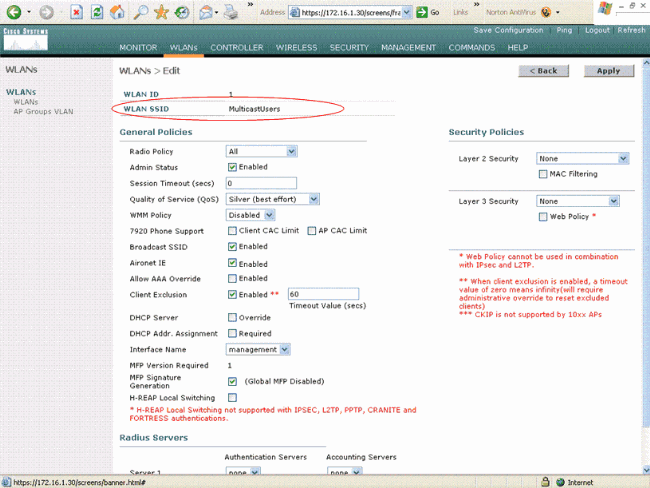 Back Search Favorites Address https://172.16.1.30/screens/fra Go Links Norton AntiVirus
Save Configuration Ping Logout Refresh
CISCO SYSTEMS
MONITOR WLANs CONTROLLER WIRELESS SECURITY MANAGEMENT COMMANDS HELP
WLANs
WLANs > Edit
< Back Apply
WLANs
WLANs
AP Groups VLAN
WLAN ID 1
WLAN SSID MulticastUsers
General Policies
Radio Policy All
Admin Status Enabled
Session Timeout (secs) 0
Quality of Service (QoS) Silver (best effort)
WMM Policy Disabled
7920 Phone Support Client CAC Limit AP CAC Limit
Broadcast SSID Enabled
Aironet IE Enabled
Allow AAA Override Enabled
Client Exclusion Enabled ** 60
Timeout Value (secs)
DHCP Server Override
DHCP Addr. Assignment Required
Interface Name management
MFP Version Required 1
MFP Signature Generation (Global MFP Disabled)
H-REAP Local Switching
* H-REAP Local Switching not supported with IPSEC, L2TP, PPTP, CRANITE and
FORTRESS authentications.
Security Policies
Layer 2 Security None
MAC Filtering
Layer 3 Security None
Web Policy *
* Web Policy cannot be used in combination
with IPsec and L2TP.
** When client exclusion is enabled, a timeout
value of zero means infinity(will require
administrative override to reset excluded
clients)
*** CKIP is not supported by 10xx APs
Radius Servers
Authentication Servers Accounting Servers
Server 1 none none
https://172.16.1.30/screens/banner.html# Internet